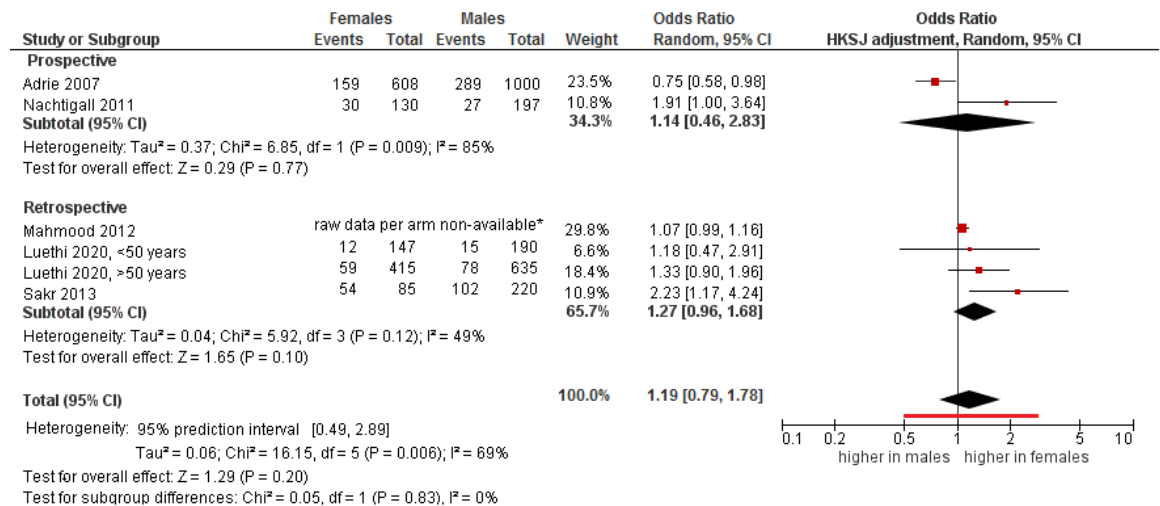 Females Males Odds Ratio Odds Ratio
Study or Subgroup Events Total Events Total Weight Random, 95% CI HKSJ adjustment, Random, 95% CI
Prospective
Adrie 2007 159 608 289 1000 23.5% 0.75 [0.58, 0.98]
Nachtigall 2011 30 130 27 197 10.8% 1.91 [1.00, 3.64]
Subtotal (95% CI) 34.3% 1.14 [0.46, 2.83]
Heterogeneity: Tau² = 0.37; Chi² = 6.85, df = 1 (P = 0.009); I² = 85%
Test for overall effect: Z = 0.29 (P = 0.77)
Retrospective
Mahmood 2012 raw data per arm non-available* 29.8% 1.07 [0.99, 1.16]
Luethi 2020, <50 years 12 147 15 190 6.6% 1.18 [0.47, 2.91]
Luethi 2020, >50 years 59 415 78 635 18.4% 1.33 [0.90, 1.96]
Sakr 2013 54 85 102 220 10.9% 2.23 [1.17, 4.24]
Subtotal (95% CI) 65.7% 1.27 [0.96, 1.68]
Heterogeneity: Tau² = 0.04; Chi² = 5.92, df = 3 (P = 0.12); I² = 49%
Test for overall effect: Z = 1.65 (P = 0.10)
Total (95% CI) 100.0% 1.19 [0.79, 1.78]
Heterogeneity: 95% prediction interval [0.49, 2.89]
Tau² = 0.06; Chi² = 16.15, df = 5 (P = 0.006); I² = 69%
Test for overall effect: Z = 1.29 (P = 0.20)
Test for subgroup differences: Chi² = 0.05, df = 1 (P = 0.83), I² = 0%
0.1 0.2 0.5 1 2 5 10
higher in males higher in females